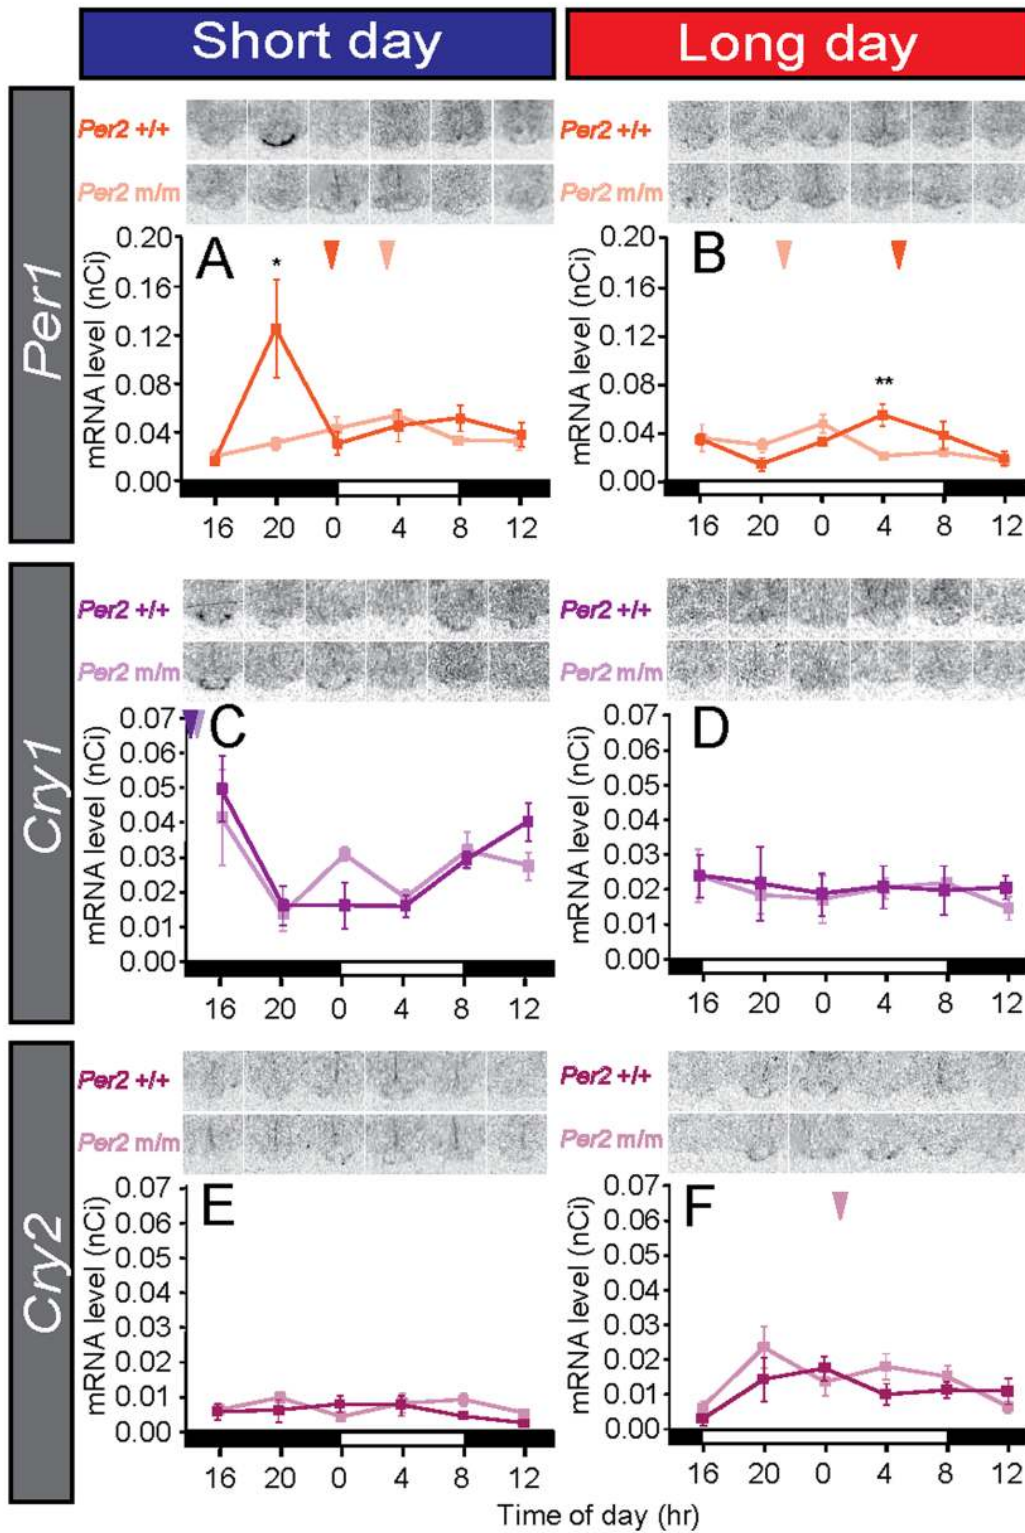 Short day
Long day
Per1
Per2 +/+
Per2 +/+
Per2 m/m
Per2 m/m
A
B
*
**
mRNA level (nCi)
0.20
0.16
0.12
0.08
0.04
0.00
16 20 0 4 8 12
mRNA level (nCi)
0.20
0.16
0.12
0.08
0.04
0.00
16 20 0 4 8 12
Cry1
Per2 +/+
Per2 +/+
Per2 m/m
Per2 m/m
C
D
mRNA level (nCi)
0.07
0.06
0.05
0.04
0.03
0.02
0.01
0.00
16 20 0 4 8 12
mRNA level (nCi)
0.07
0.06
0.05
0.04
0.03
0.02
0.01
0.00
16 20 0 4 8 12
Cry2
Per2 +/+
Per2 +/+
Per2 m/m
Per2 m/m
E
F
mRNA level (nCi)
0.07
0.06
0.05
0.04
0.03
0.02
0.01
0.00
16 20 0 4 8 12
mRNA level (nCi)
0.07
0.06
0.05
0.04
0.03
0.02
0.01
0.00
16 20 0 4 8 12
Time of day (hr)